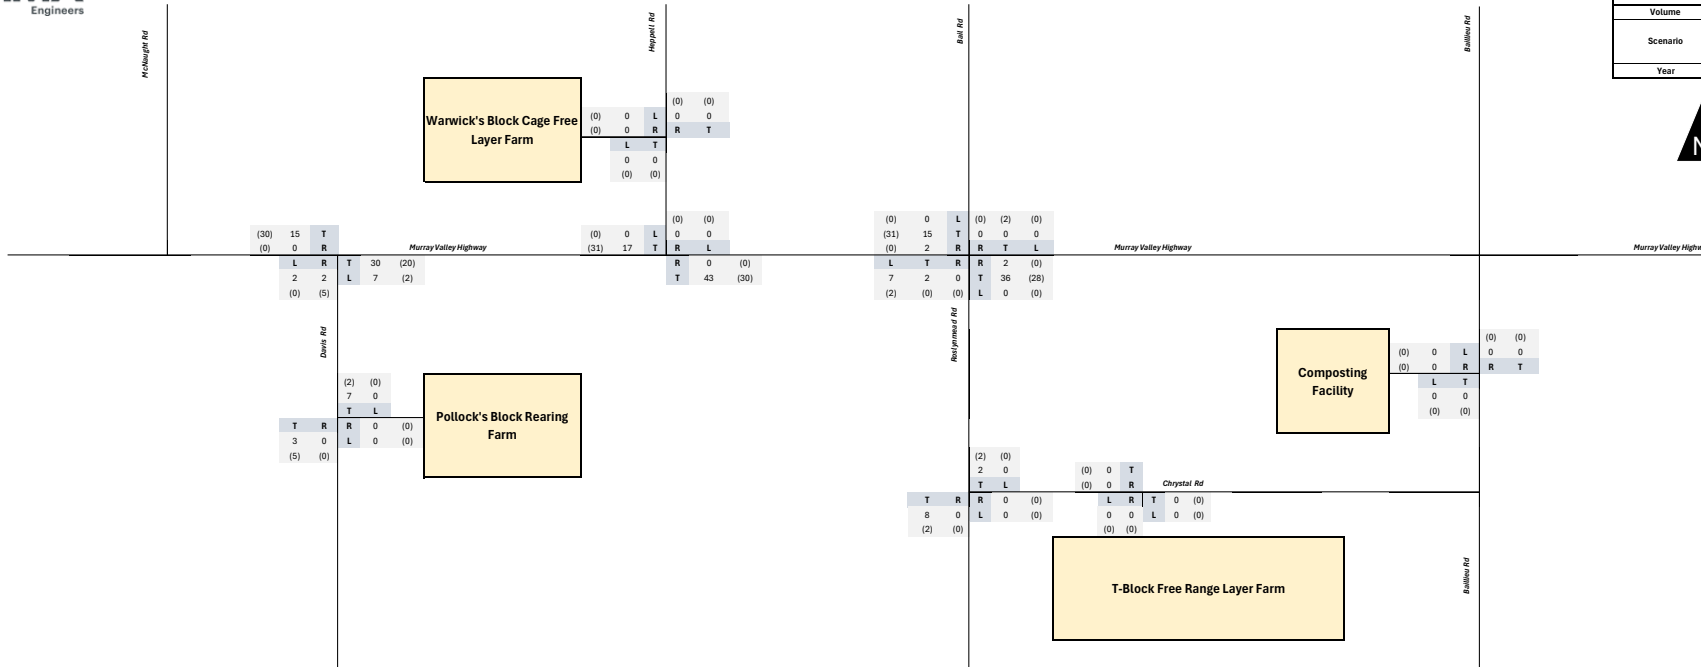 Engineers
McNaught Rd
Heppell Rd
Ball Rd
Baillieu Rd
Volume
Scenario
Year
N
Warwick's Block Cage Free
Layer Farm
(0) (0)
(0) 0 L 0 0
(0) 0 R R T
L T
0 0
(0) (0)
(30) 15 T
(0) 0 R
Murray Valley Highway
L R T 30 (20)
2 2 L 7 (2)
(0) (5)
(0) (0)
(0) 0 L 0 0
(31) 17 T R L
R 0 (0)
T 43 (30)
(0) 0 L (0) (2) (0)
(31) 15 T 0 0 0
(0) 2 R R T L
L T R R 2 (0)
7 2 0 T 36 (28)
(2) (0) (0) L 0 (0)
Murray Valley Highway
Murray Valley Highw
Davis Rd
Roslynmead Rd
(2) (0)
7 0
T L
T R R 0 (0)
3 0 L 0 (0)
(5) (0)
Pollock's Block Rearing
Farm
Composting
Facility
(0) (0)
(0) 0 L 0 0
(0) 0 R R T
L T
0 0
(0) (0)
(2) (0)
2 0
T L
T R R 0 (0)
8 0 L 0 (0)
(2) (0)
(0) 0 T
(0) 0 R
Chrystal Rd
L R T 0 (0)
0 0 L 0 (0)
(0) (0)
T-Block Free Range Layer Farm
Baillieu Rd